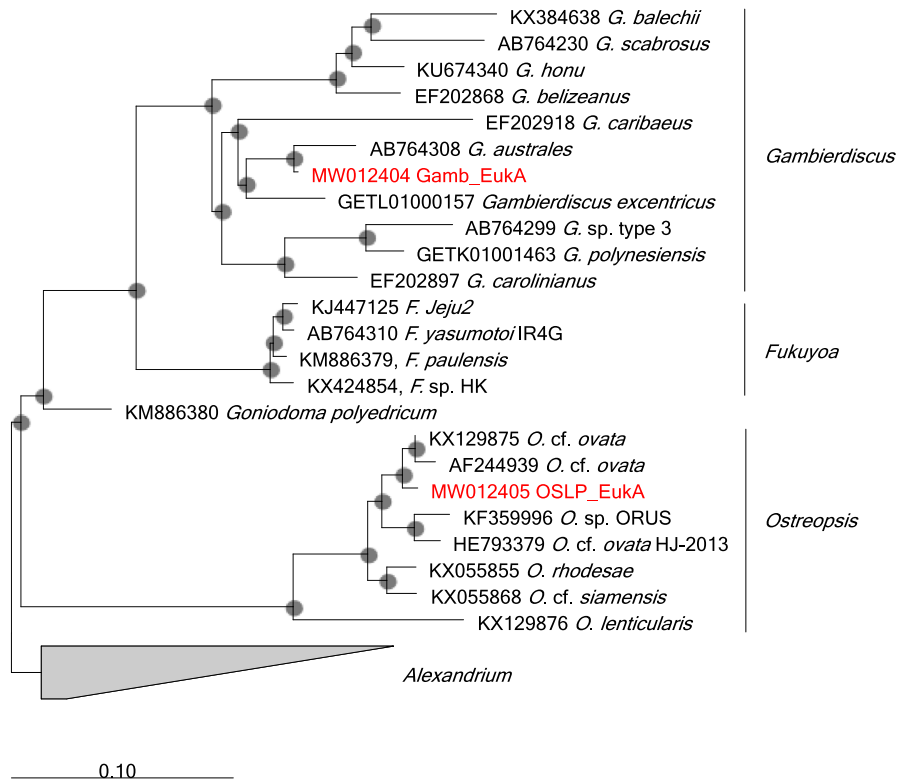 KX384638 G. balechii
AB764230 G. scabrosus
KU674340 G. honu
EF202868 G. belizeanus
EF202918 G. caribaeus
AB764308 G. australes
Gambierdiscus
MW012404 Gamb_EukA
GETL01000157 Gambierdiscus excentricus
AB764299 G. sp. type 3
GETK01001463 G. polynesiensis
EF202897 G. carolinianus
KJ447125 F. Jeju2
AB764310 F. yasumotoi IR4G
Fukuyoa
KM886379, F. paulensis
KX424854, F. sp. HK
KM886380 Goniodoma polyedricum
KX129875 O. cf. ovata
AF244939 O. cf. ovata
MW012405 OSLP_EukA
KF359996 O. sp. ORUS
Ostreopsis
HE793379 O. cf. ovata HJ-2013
KX055855 O. rhodesae
KX055868 O. cf. siamensis
KX129876 O. lenticularis
Alexandrium
0.10